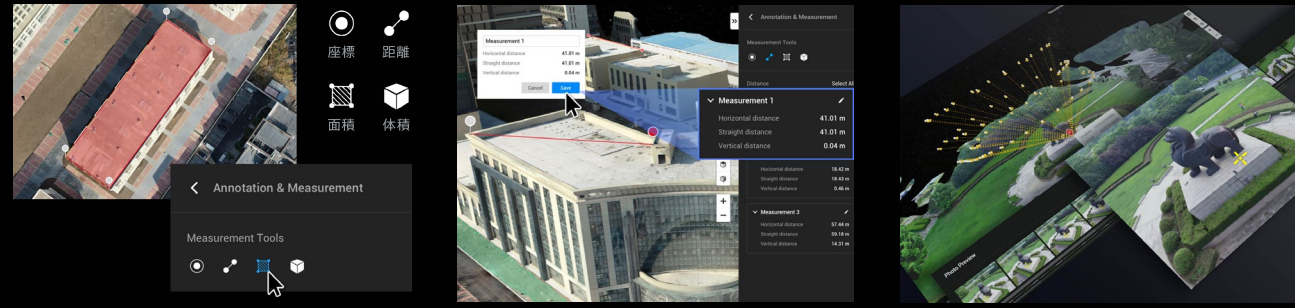 座標
距離
面積
体積
Annotation & Measurement
Measurement Tools
Measurement 1
Horizontal distance 41.01 m
Straight distance 41.01 m
Vertical distance 0.04 m
Cancel
Save
Annotation & Measurement
Measurement Tools
Distance
Select All
Measurement 1
Horizontal distance 41.01 m
Straight distance 41.01 m
Vertical distance 0.04 m
Horizontal distance 18.42 m
Straight distance 18.43 m
Vertical distance 0.46 m
Measurement 3
Horizontal distance 57.44 m
Straight distance 59.18 m
Vertical distance 14.31 m
Photo Preview